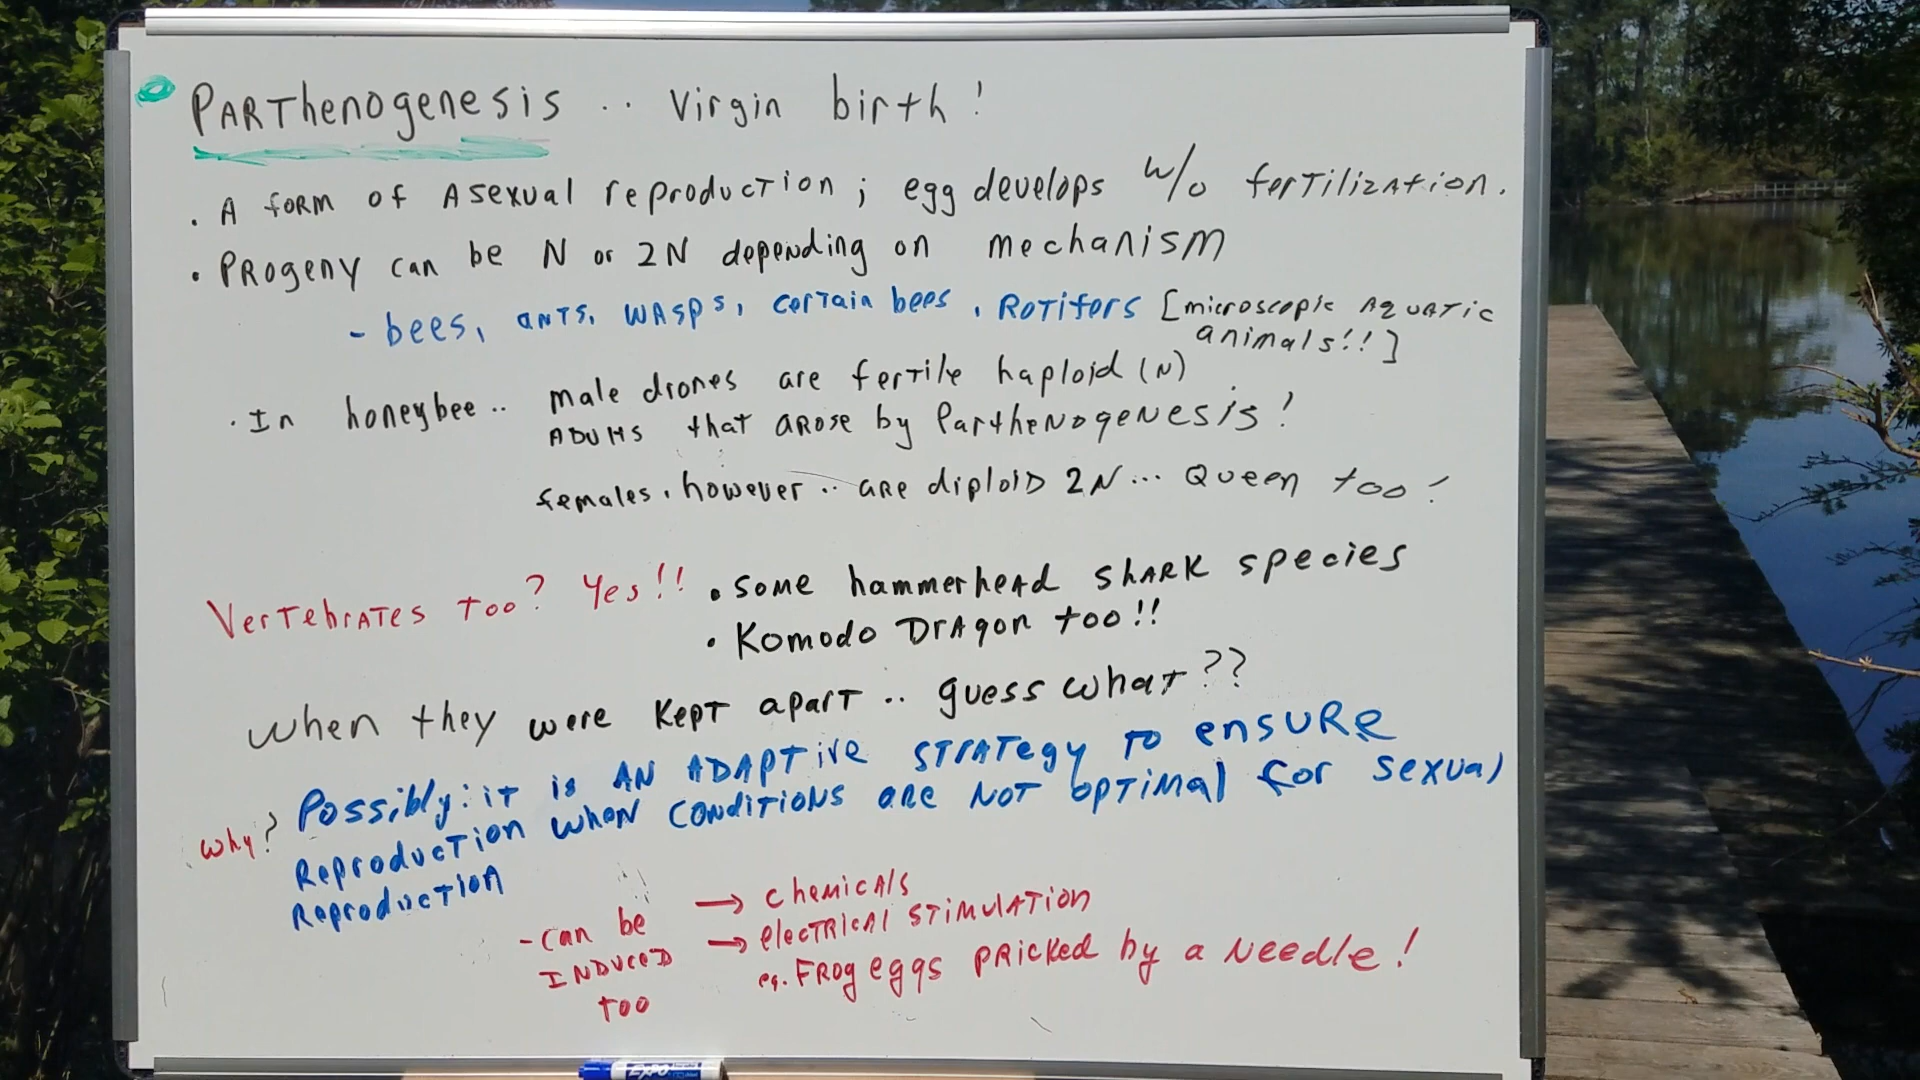 Parthenogenesis .. Virgin birth!
. A form of Asexual reproduction; egg develops w/o fertilization.
. Progeny can be N or 2N depending on mechanism
- bees, ants, wasps, certain bees, Rotifers [microscopic aquatic
animals!!]
. In honeybee .. male drones are fertile haploid (N)
Adults that arose by Parthenogenesis!
females, however .. are diploid 2N... Queen too!
Vertebrates too? Yes!! . Some hammerhead shark species
. Komodo Dragon too!!
When they were kept apart .. guess what??
Why? Possibly: it is an adaptive strategy to ensure
Reproduction when conditions are not optimal for sexual
Reproduction
- can be induced too
→ chemicals
→ electrical stimulation
eg. Frog eggs pricked by a needle!
EXPO